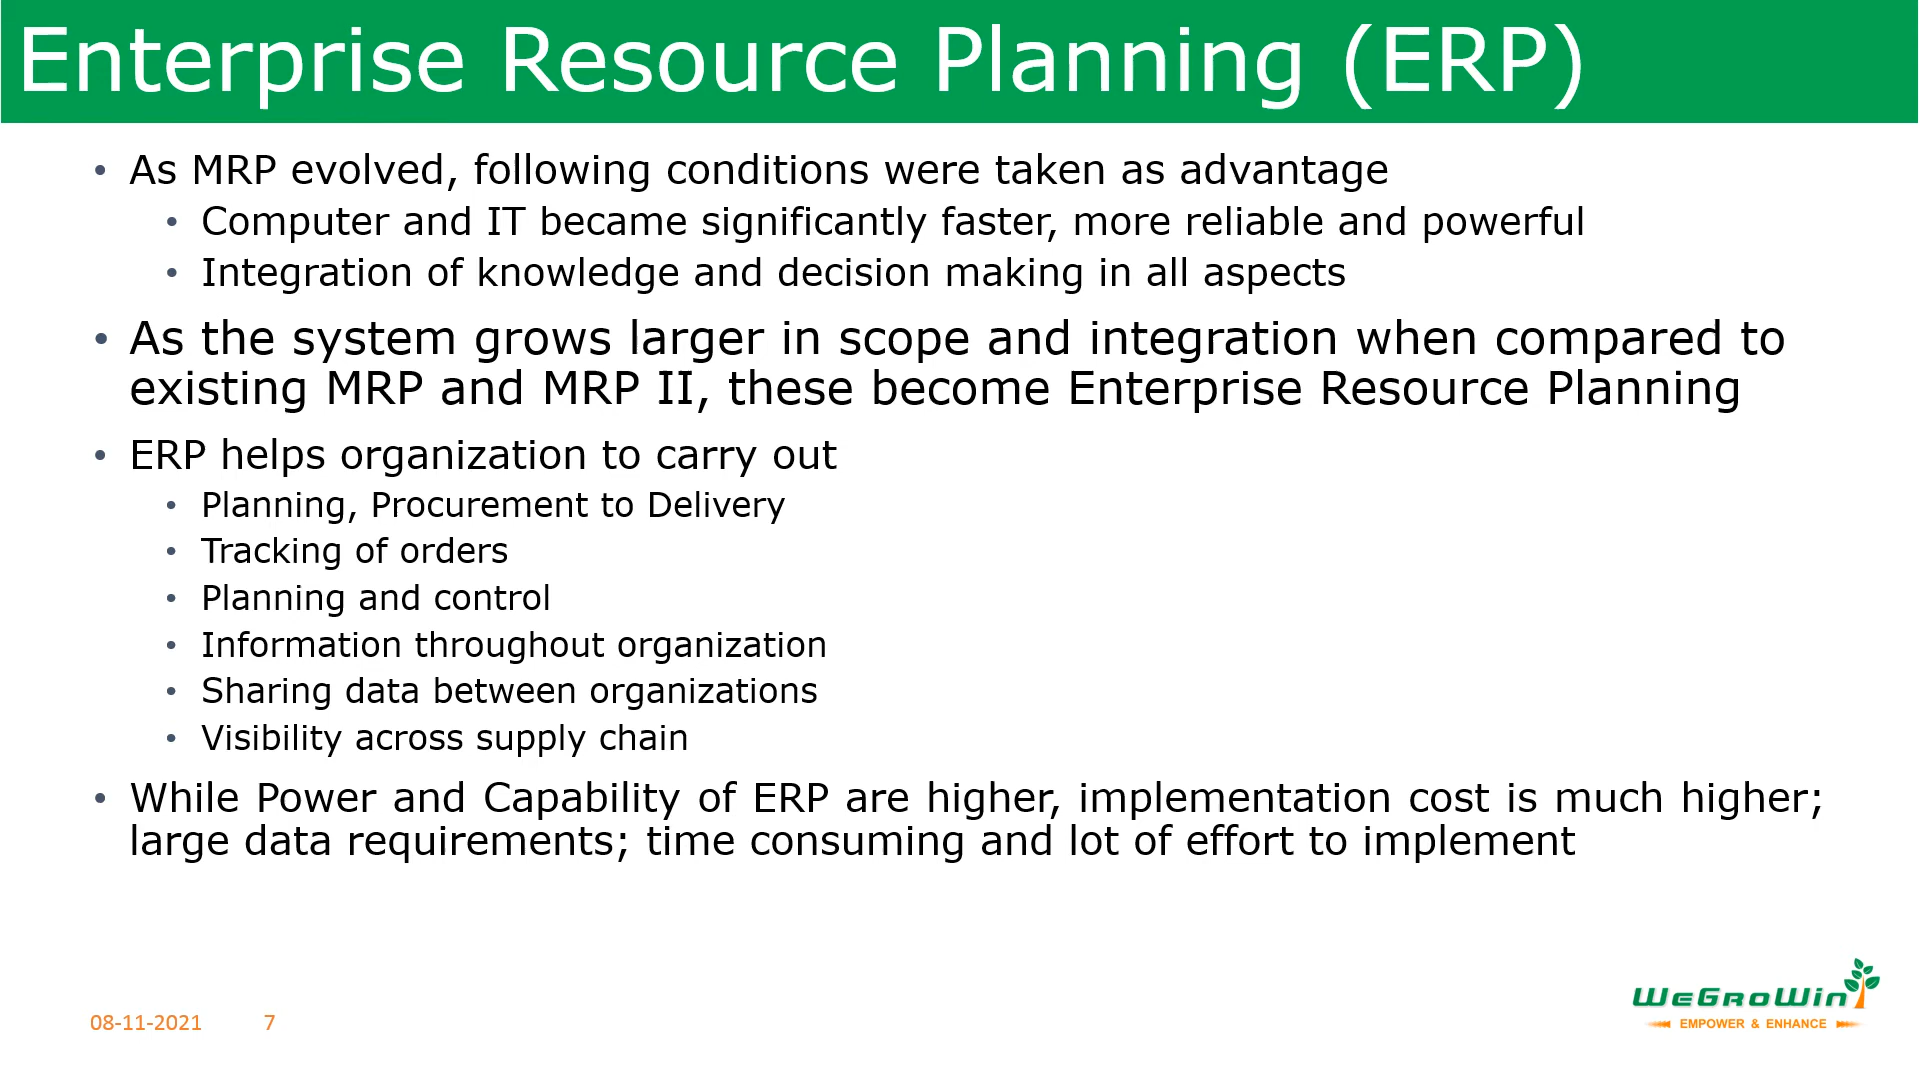 Enterprise Resource Planning (ERP)
• As MRP evolved, following conditions were taken as advantage
• Computer and IT became significantly faster, more reliable and powerful
• Integration of knowledge and decision making in all aspects
• As the system grows larger in scope and integration when compared to
existing MRP and MRP II, these become Enterprise Resource Planning
• ERP helps organization to carry out
• Planning, Procurement to Delivery
• Tracking of orders
• Planning and control
• Information throughout organization
• Sharing data between organizations
• Visibility across supply chain
• While Power and Capability of ERP are higher, implementation cost is much higher;
large data requirements; time consuming and lot of effort to implement
WeGroWin
EMPOWER & ENHANCE
08-11-2021 7